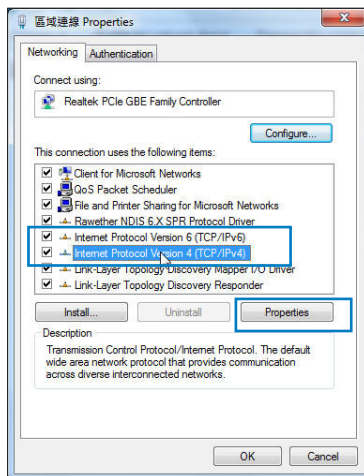 區域連線 Properties
Networking
Authentication
Connect using:
Realtek PCIe GBE Family Controller
Configure...
This connection uses the following items:
Client for Microsoft Networks
QoS Packet Scheduler
File and Printer Sharing for Microsoft Networks
Rawether NDIS 6.X SPR Protocol Driver
Internet Protocol Version 6 (TCP/IPv6)
Internet Protocol Version 4 (TCP/IPv4)
Link-Layer Topology Discovery Mapper I/O Driver
Link-Layer Topology Discovery Responder
Install...
Uninstall
Properties
Description
Transmission Control Protocol/Internet Protocol. The default
wide area network protocol that provides communication
across diverse interconnected networks.
OK
Cancel